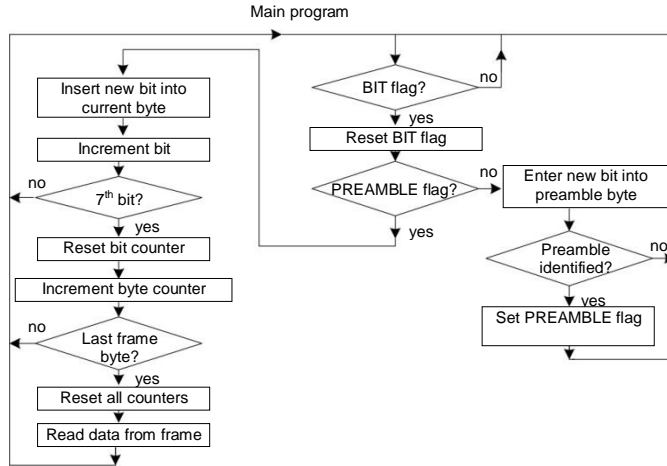 Main program
BIT flag?
no
yes
Reset BIT flag
PREAMBLE flag?
no
yes
Enter new bit into
preamble byte
Preamble
identified?
no
yes
Set PREAMBLE flag
Insert new bit into
current byte
Increment bit
7th bit?
no
yes
Reset bit counter
Increment byte counter
Last frame
byte?
no
yes
Reset all counters
Read data from frame